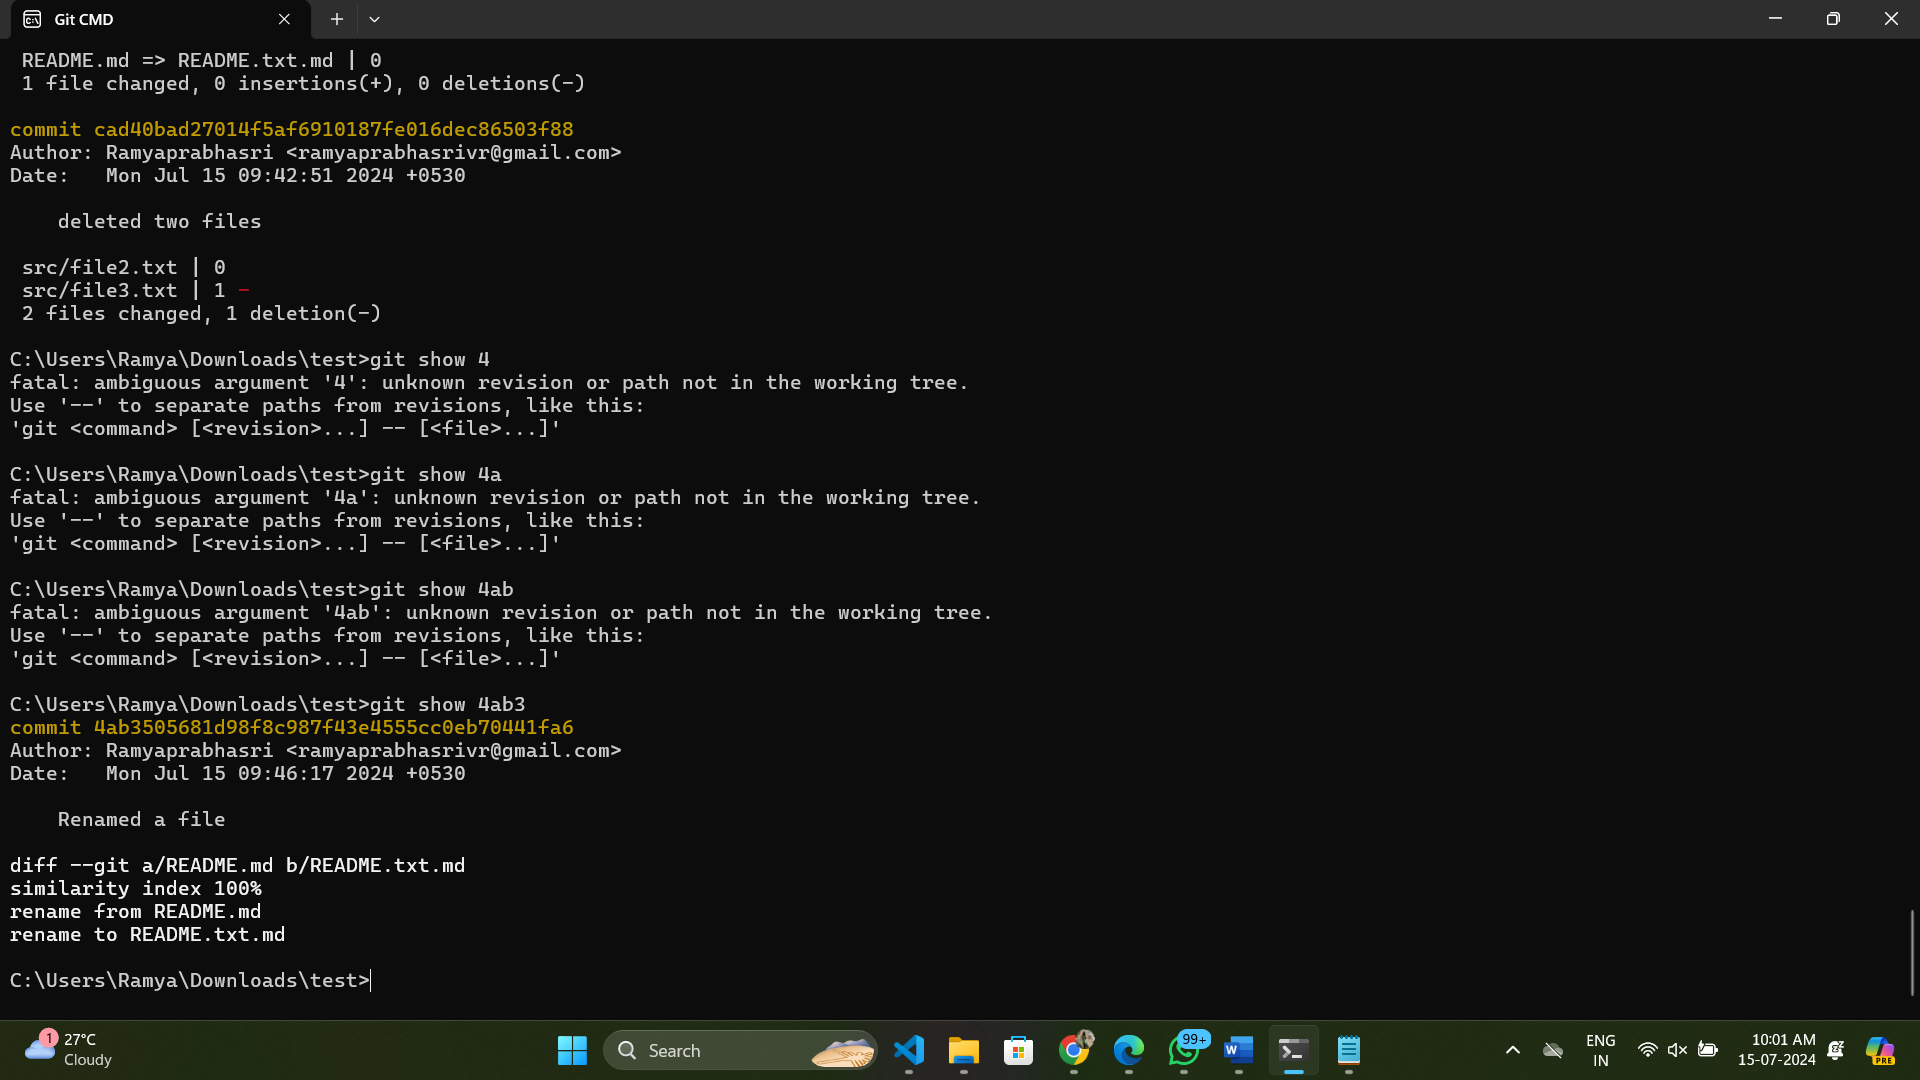 Git CMD
README.md => README.txt.md | 0
1 file changed, 0 insertions(+), 0 deletions(-)
commit cad40bad27014f5af6910187fe016dec86503f88
Author: Ramyaprabhasri <ramyaprabhasrivr@gmail.com>
Date:   Mon Jul 15 09:42:51 2024 +0530
deleted two files
src/file2.txt | 0
src/file3.txt | 1 -
2 files changed, 1 deletion(-)
C:\Users\Ramya\Downloads\test>git show 4
fatal: ambiguous argument '4': unknown revision or path not in the working tree.
Use '--' to separate paths from revisions, like this:
'git <command> [<revision>...] -- [<file>...]'
C:\Users\Ramya\Downloads\test>git show 4a
fatal: ambiguous argument '4a': unknown revision or path not in the working tree.
Use '--' to separate paths from revisions, like this:
'git <command> [<revision>...] -- [<file>...]'
C:\Users\Ramya\Downloads\test>git show 4ab
fatal: ambiguous argument '4ab': unknown revision or path not in the working tree.
Use '--' to separate paths from revisions, like this:
'git <command> [<revision>...] -- [<file>...]'
C:\Users\Ramya\Downloads\test>git show 4ab3
commit 4ab3505681d98f8c987f43e4555cc0eb70441fa6
Author: Ramyaprabhasri <ramyaprabhasrivr@gmail.com>
Date:   Mon Jul 15 09:46:17 2024 +0530
Renamed a file
diff --git a/README.md b/README.txt.md
similarity index 100%
rename from README.md
rename to README.txt.md
C:\Users\Ramya\Downloads\test>
1
27°C
Cloudy
Search
99+
W
ENG
IN
10:01 AM
15-07-2024
PRE